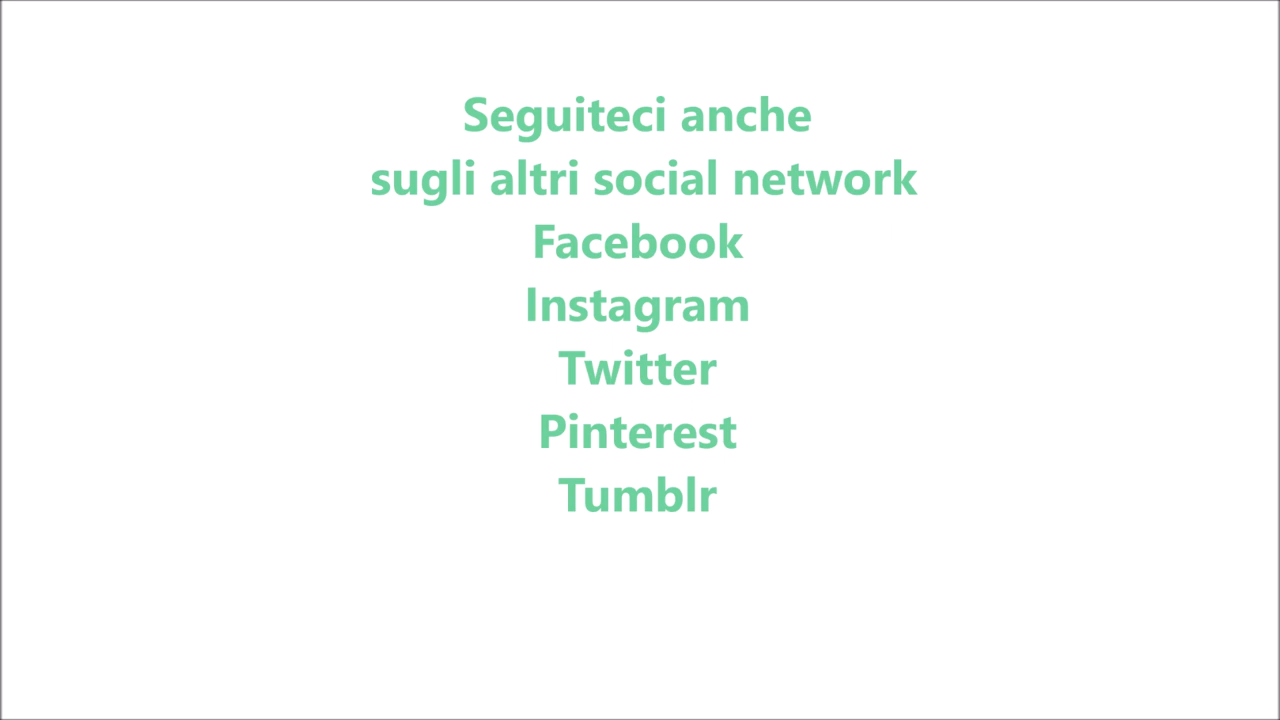 Seguiteci anche
sugli altri social network
Facebook
Instagram
Twitter
Pinterest
Tumblr